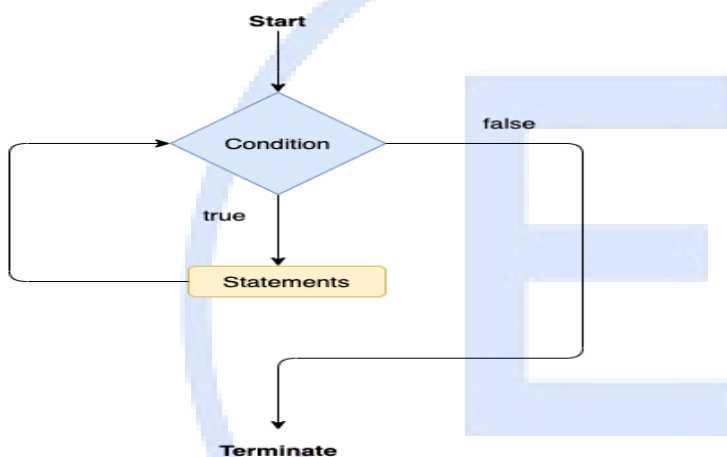 Start
Condition
false
true
Statements
Terminate
E